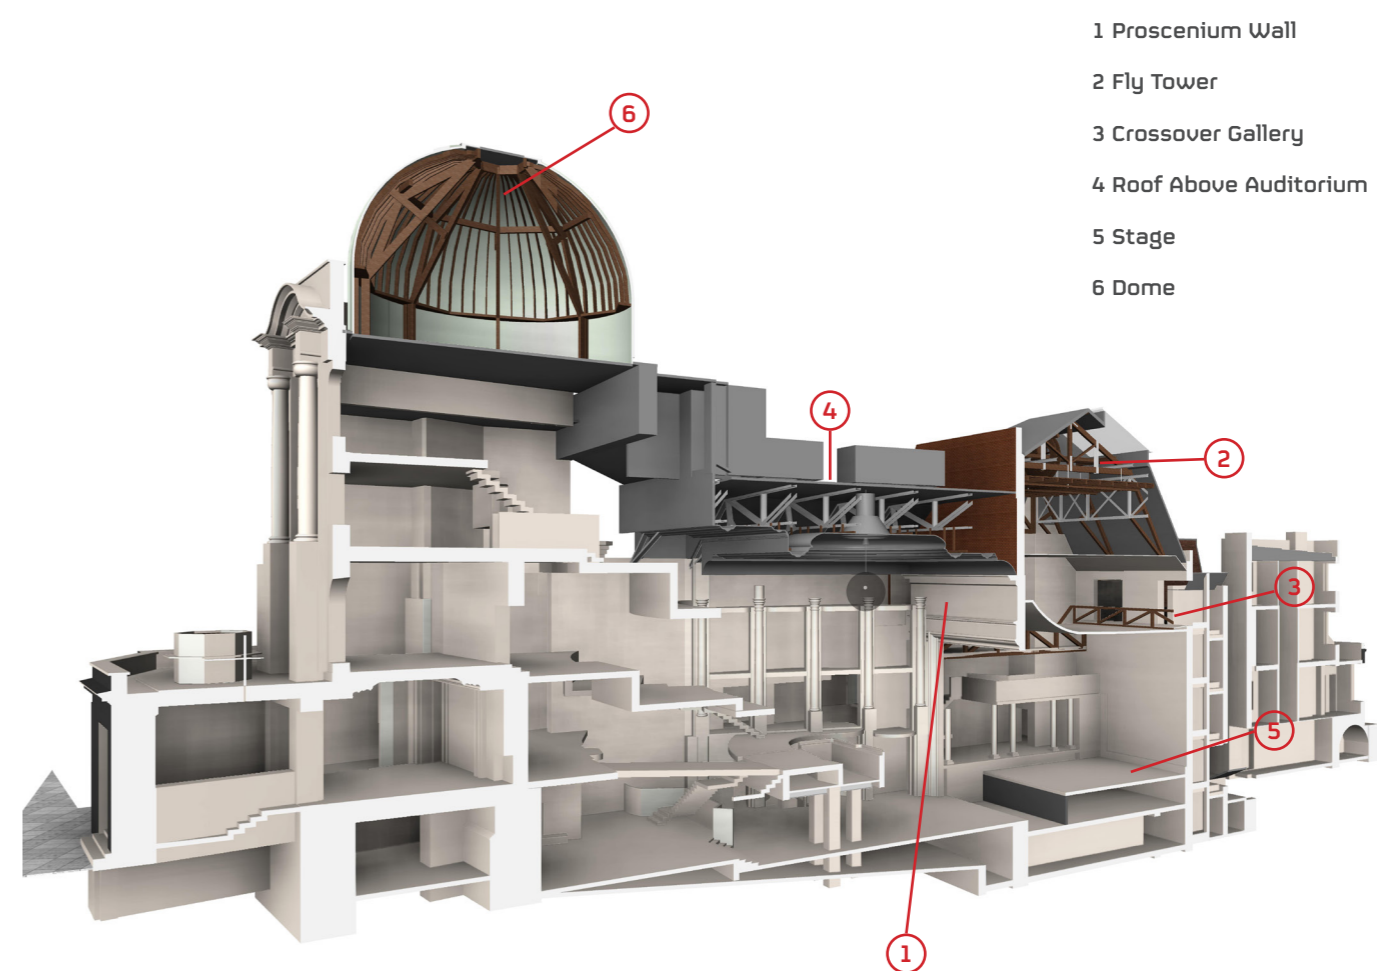 1 Proscenium Wall
2 Fly Tower
3 Crossover Gallery
4 Roof Above Auditorium
5 Stage
6 Dome
6
4
2
3
5
1